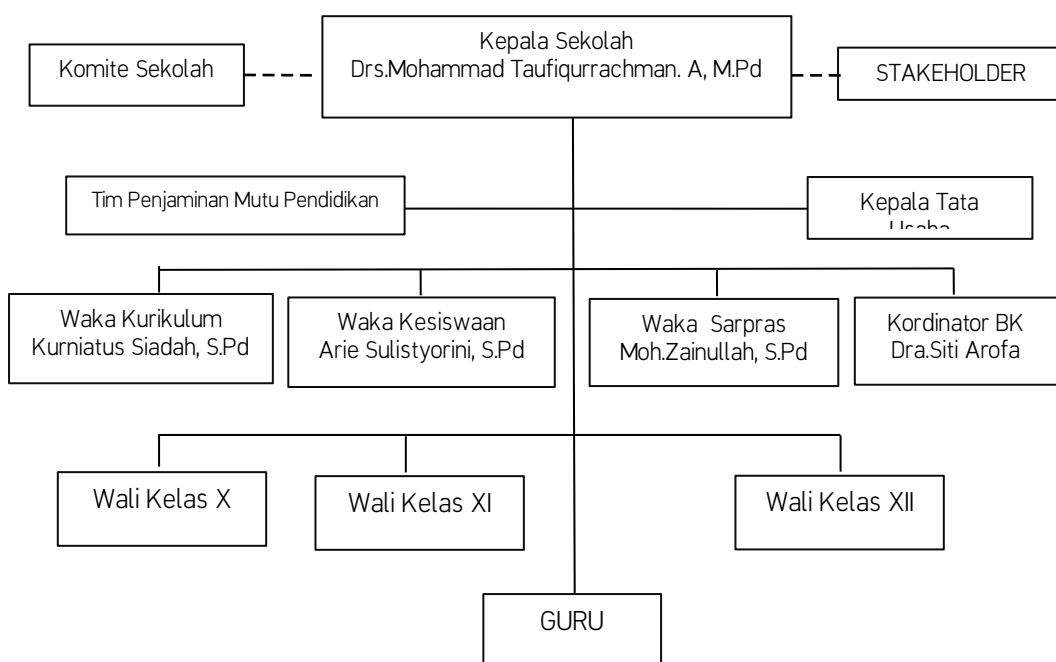 Kepala Sekolah
Drs.Mohammad Taufiqurrachman. A, M.Pd
Komite Sekolah
STAKEHOLDER
Tim Penjaminan Mutu Pendidikan
Kepala Tata
Waka Kurikulum
Kurniatus Siadah, S.Pd
Waka Kesiswaan
Arie Sulistyorini, S.Pd
Waka Sarpras
Moh.Zainullah, S.Pd
Kordinator BK
Dra.Siti Arofa
Wali Kelas X
Wali Kelas XI
Wali Kelas XII
GURU